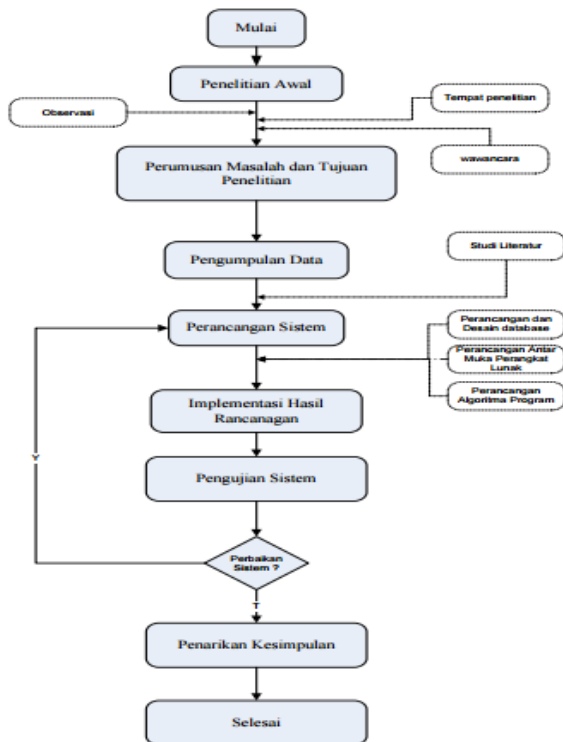 Mulai
Penelitian Awal
Observasi
Tempat penelitian
wawancara
Perumusan Masalah dan Tujuan
Penelitian
Pengumpulan Data
Studi Literatur
Perancangan Sistem
Perancangan dan
Desain database
Perancangan Antar
Muka Perangkat
Lunak
Perancangan
Algoritma Program
Implementasi Hasil
Rancanagan
Y
Pengujian Sistem
Perbaikan
Sistem ?
T
Penarikan Kesimpulan
Selesai